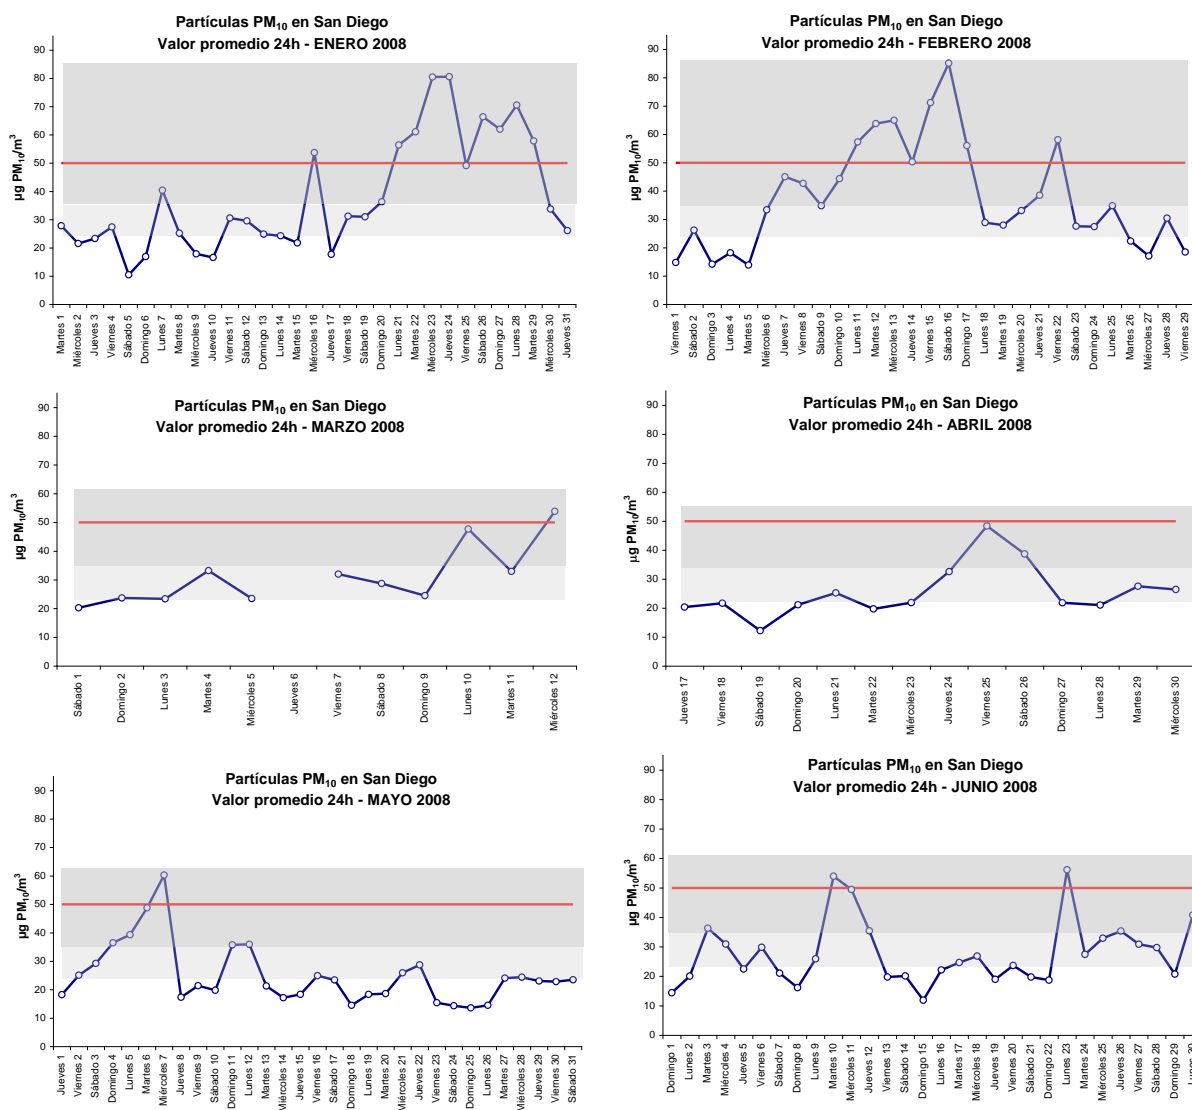 Partículas PM10 en San Diego
Valor promedio 24h - ENERO 2008
µg PM10/m3
90
80
70
60
50
40
30
20
10
0
Martes 1
Miércoles 2
Jueves 3
Viernes 4
Sábado 5
Domingo 6
Lunes 7
Martes 8
Miércoles 9
Jueves 10
Viernes 11
Sábado 12
Domingo 13
Lunes 14
Martes 15
Miércoles 16
Jueves 17
Viernes 18
Sábado 19
Domingo 20
Lunes 21
Martes 22
Miércoles 23
Jueves 24
Viernes 25
Sábado 26
Domingo 27
Lunes 28
Martes 29
Miércoles 30
Jueves 31
Partículas PM10 en San Diego
Valor promedio 24h - FEBRERO 2008
µg PM10/m3
90
80
70
60
50
40
30
20
10
0
Viernes 1
Sábado 2
Domingo 3
Lunes 4
Martes 5
Miércoles 6
Jueves 7
Viernes 8
Sábado 9
Domingo 10
Lunes 11
Martes 12
Miércoles 13
Jueves 14
Viernes 15
Sábado 16
Domingo 17
Lunes 18
Martes 19
Miércoles 20
Jueves 21
Viernes 22
Sábado 23
Domingo 24
Lunes 25
Martes 26
Miércoles 27
Jueves 28
Viernes 29
Partículas PM10 en San Diego
Valor promedio 24h - MARZO 2008
µg PM10/m3
90
80
70
60
50
40
30
20
10
0
Sábado 1
Domingo 2
Lunes 3
Martes 4
Miércoles 5
Jueves 6
Viernes 7
Sábado 8
Domingo 9
Lunes 10
Martes 11
Miércoles 12
Partículas PM10 en San Diego
Valor promedio 24h - ABRIL 2008
µg PM10/m3
90
80
70
60
50
40
30
20
10
0
Jueves 17
Viernes 18
Sábado 19
Domingo 20
Lunes 21
Martes 22
Miércoles 23
Jueves 24
Viernes 25
Sábado 26
Domingo 27
Lunes 28
Martes 29
Miércoles 30
Partículas PM10 en San Diego
Valor promedio 24h - MAYO 2008
µg PM10/m3
90
80
70
60
50
40
30
20
10
0
Jueves 1
Viernes 2
Sábado 3
Domingo 4
Lunes 5
Martes 6
Miércoles 7
Jueves 8
Viernes 9
Sábado 10
Domingo 11
Lunes 12
Martes 13
Miércoles 14
Jueves 15
Viernes 16
Sábado 17
Domingo 18
Lunes 19
Martes 20
Miércoles 21
Jueves 22
Viernes 23
Sábado 24
Domingo 25
Lunes 26
Martes 27
Miércoles 28
Jueves 29
Viernes 30
Sábado 31
Partículas PM10 en San Diego
Valor promedio 24h - JUNIO 2008
µg PM10/m3
90
80
70
60
50
40
30
20
10
0
Domingo 1
Lunes 2
Martes 3
Miércoles 4
Jueves 5
Viernes 6
Sábado 7
Domingo 8
Lunes 9
Martes 10
Miércoles 11
Jueves 12
Viernes 13
Sábado 14
Domingo 15
Lunes 16
Martes 17
Miércoles 18
Jueves 19
Viernes 20
Sábado 21
Domingo 22
Lunes 23
Martes 24
Miércoles 25
Jueves 26
Viernes 27
Sábado 28
Domingo 29
Lunes 30